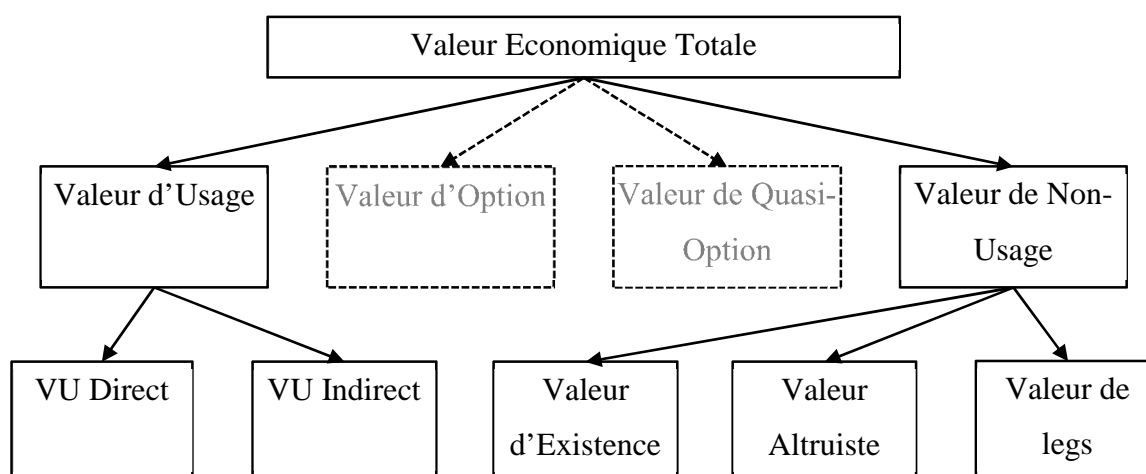 Valeur Economique Totale
Valeur d’Usage
Valeur d’Option
Valeur de Quasi-
Option
Valeur de Non-
Usage
VU Direct
VU Indirect
Valeur
d’Existence
Valeur
Altruiste
Valeur de
legs